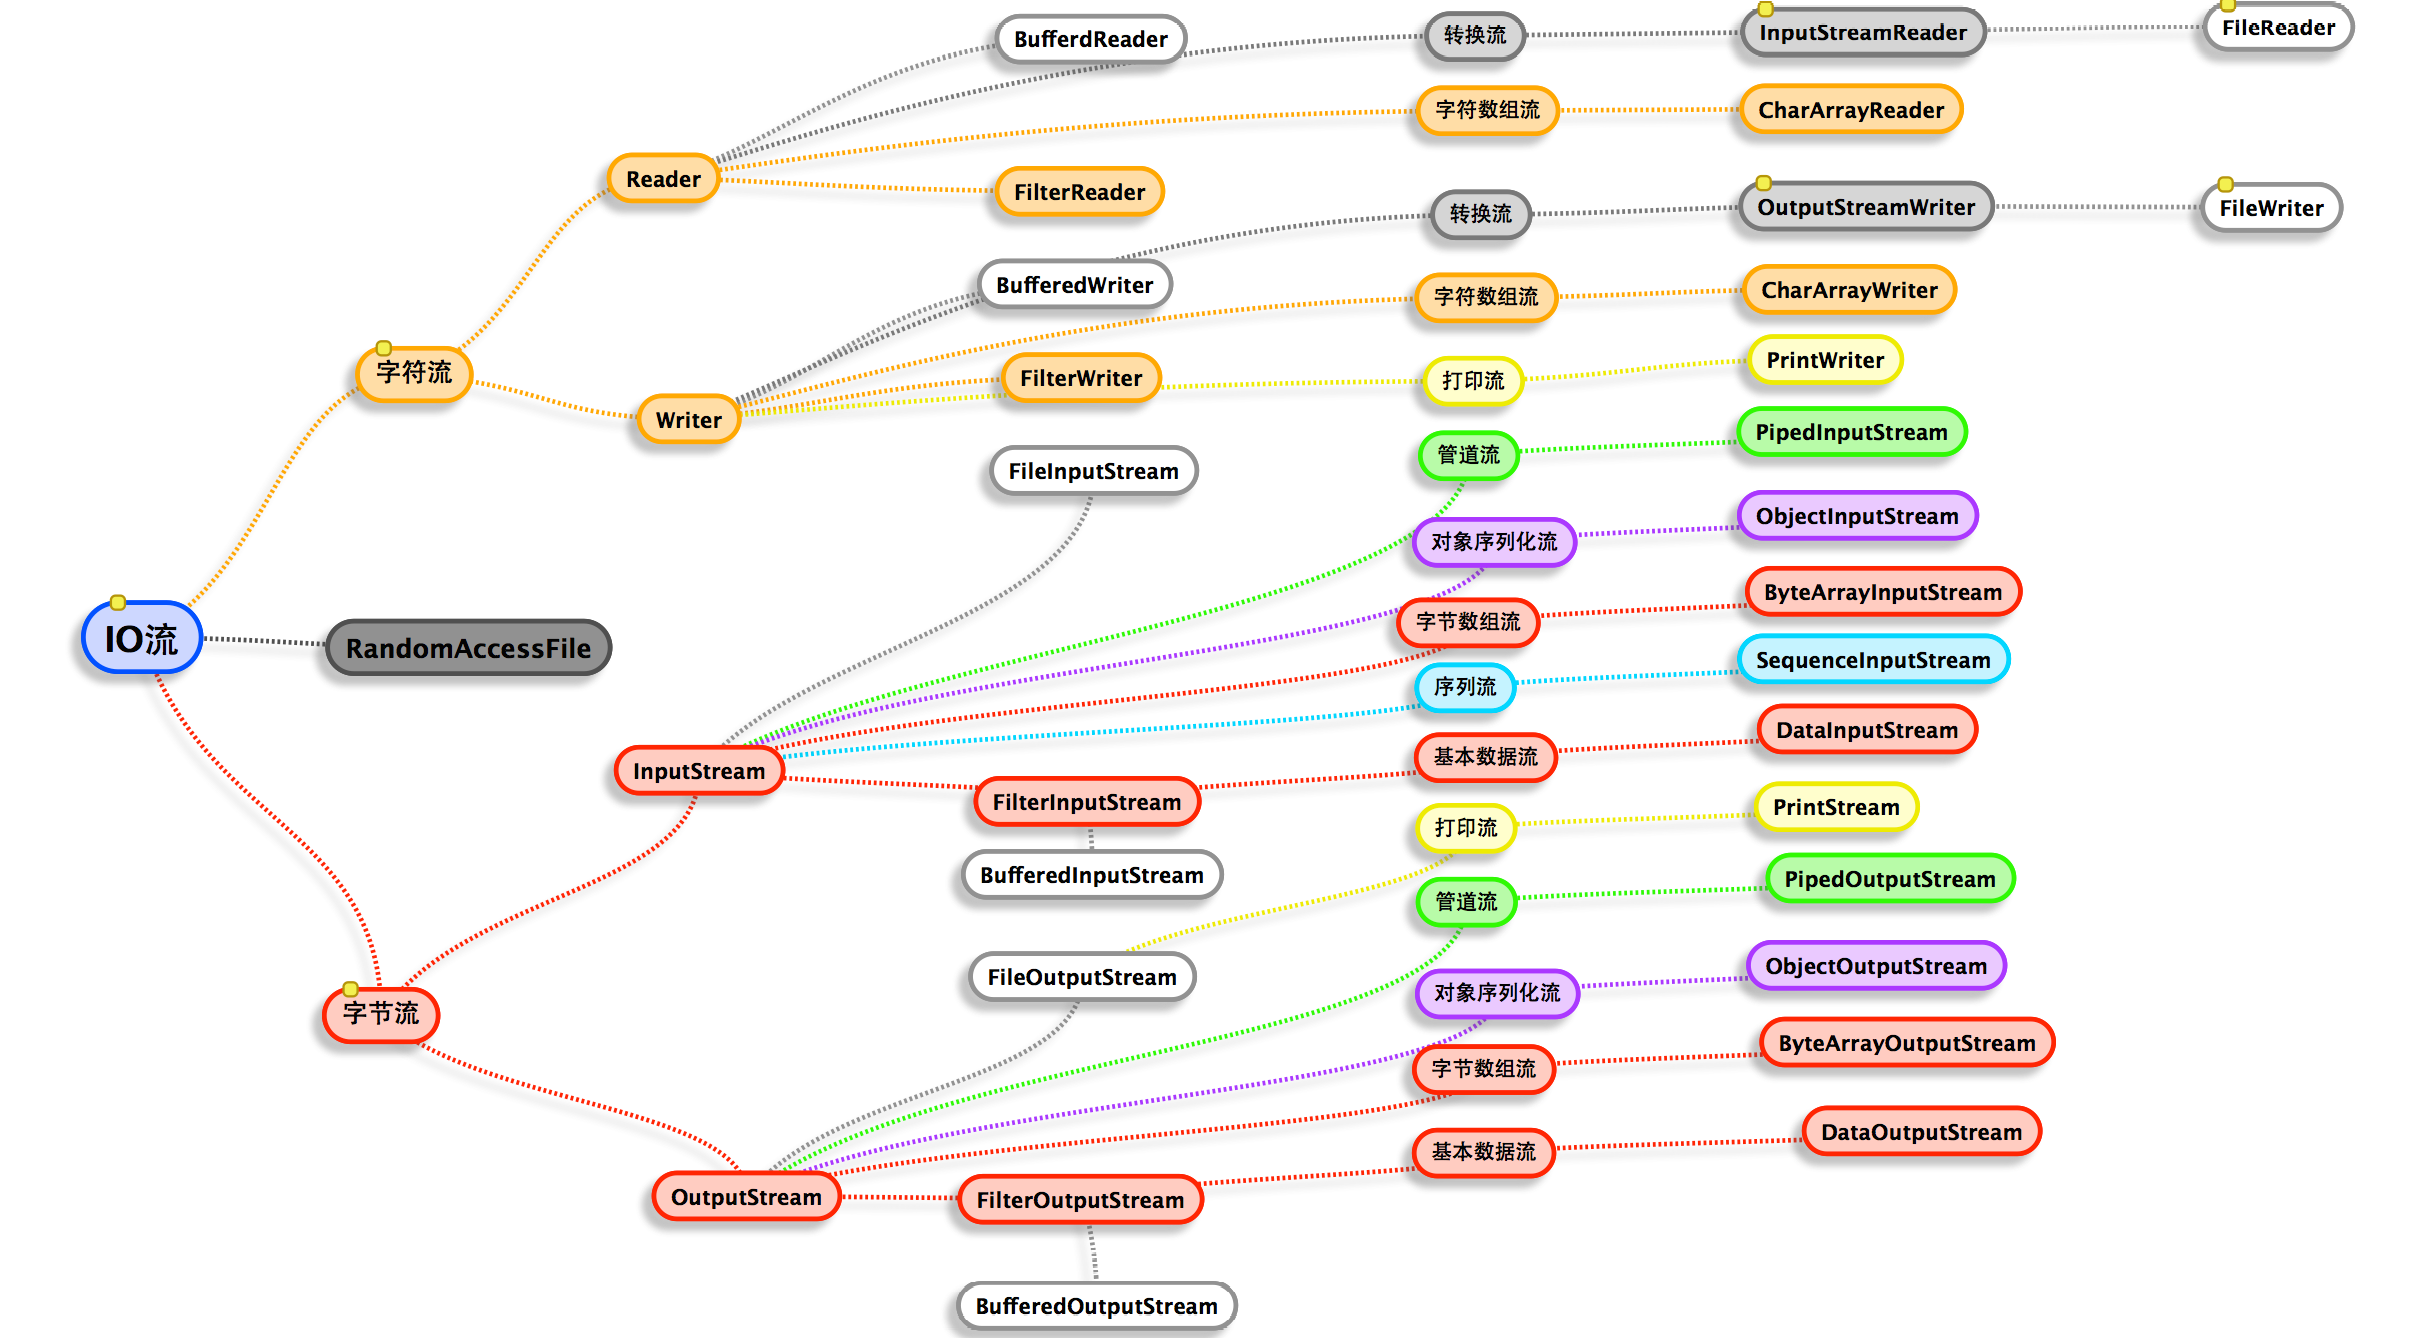 BufferdReader
转换流
InputStreamReader
FileReader
字符数组流
CharArrayReader
Reader
FilterReader
转换流
OutputStreamWriter
FileWriter
BufferedWriter
字符数组流
CharArrayWriter
字符流
FilterWriter
打印流
PrintWriter
Writer
管道流
PipedInputStream
FileInputStream
对象序列化流
ObjectInputStream
字节数组流
ByteArrayInputStream
IO流
RandomAccessFile
序列流
SequenceInputStream
基本数据流
DataInputStream
InputStream
FilterInputStream
打印流
PrintStream
BufferedInputStream
管道流
PipedOutputStream
FileOutputStream
对象序列化流
ObjectOutputStream
字节流
字节数组流
ByteArrayOutputStream
基本数据流
DataOutputStream
OutputStream
FilterOutputStream
BufferedOutputStream